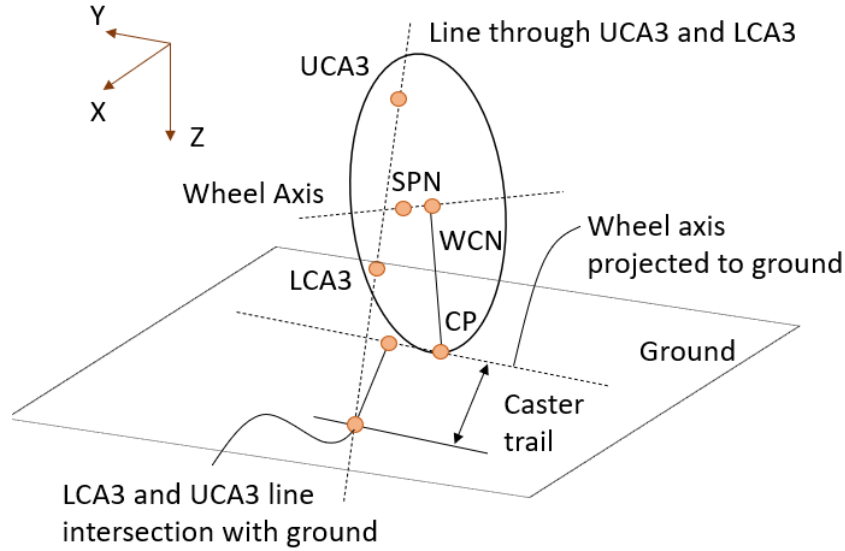 Y
X
Z
Line through UCA3 and LCA3
UCA3
SPN
Wheel Axis
WCN
Wheel axis
projected to ground
LCA3
CP
Ground
Caster
trail
LCA3 and UCA3 line
intersection with ground